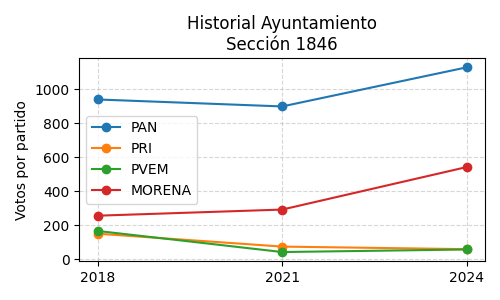 Historial Ayuntamiento
Sección 1846
Votos por partido
1000
800
600
400
200
0
PAN
PRI
PVEM
MORENA
2018
2021
2024